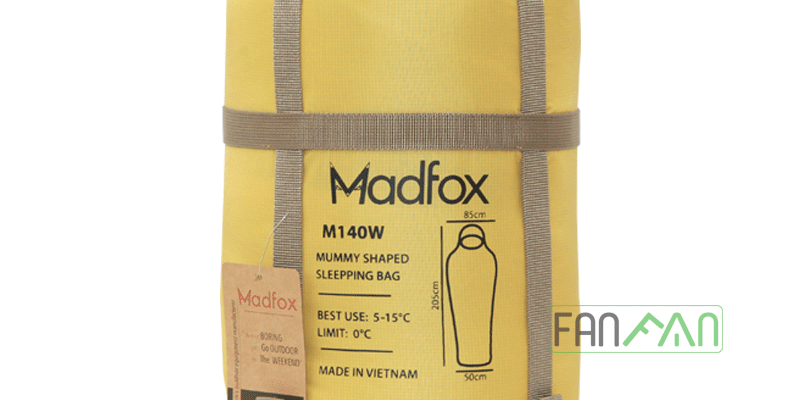 Madfox
85cm
M140W
MUMMY SHAPED
SLEEPPING BAG
205cm
BEST USE: 5-15°C
LIMIT: 0°C
50cm
MADE IN VIETNAM
Madfox
BORING
Go OUTDOOR
The WEEKEND
FANFAN